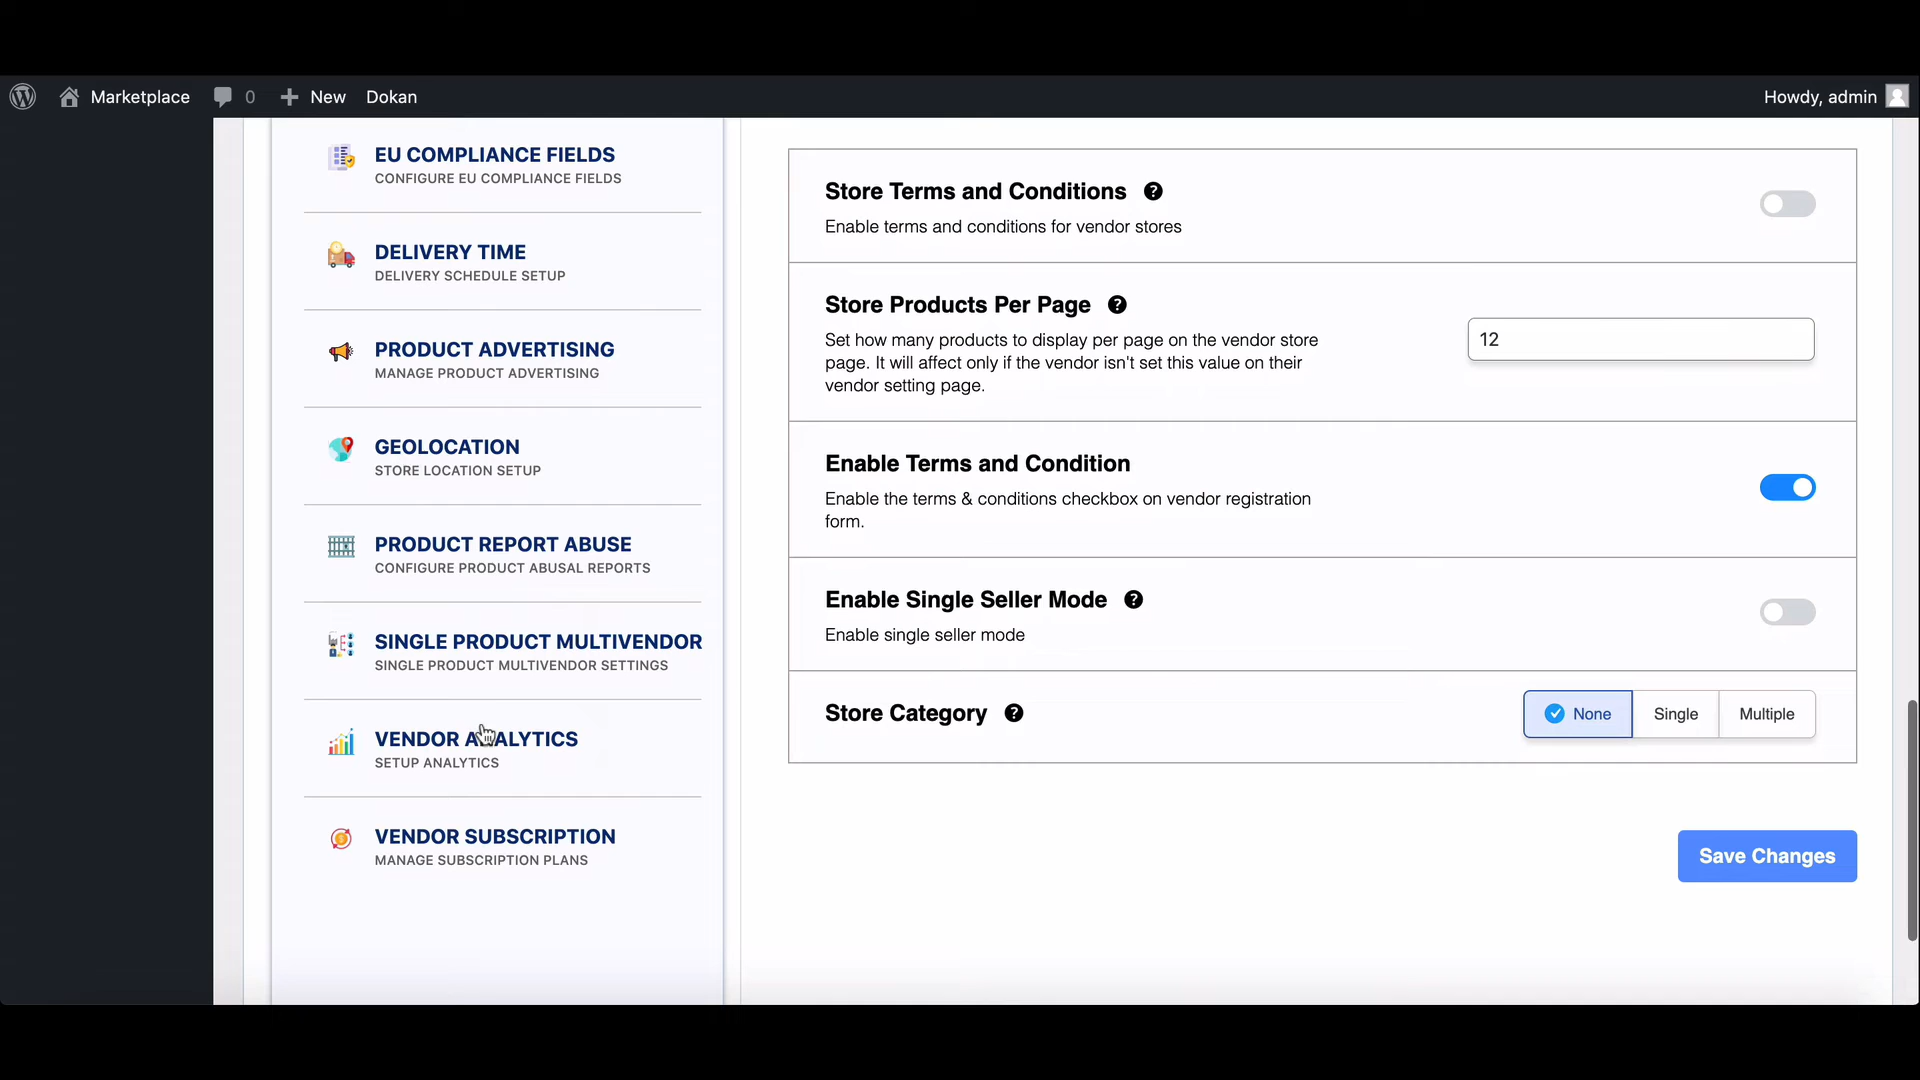 Marketplace
0
New
Dokan
Howdy, admin
EU COMPLIANCE FIELDS
CONFIGURE EU COMPLIANCE FIELDS
DELIVERY TIME
DELIVERY SCHEDULE SETUP
PRODUCT ADVERTISING
MANAGE PRODUCT ADVERTISING
GEOLOCATION
STORE LOCATION SETUP
PRODUCT REPORT ABUSE
CONFIGURE PRODUCT ABUSAL REPORTS
SINGLE PRODUCT MULTIVENDOR
SINGLE PRODUCT MULTIVENDOR SETTINGS
VENDOR ANALYTICS
SETUP ANALYTICS
VENDOR SUBSCRIPTION
MANAGE SUBSCRIPTION PLANS
Store Terms and Conditions
Enable terms and conditions for vendor stores
Store Products Per Page
Set how many products to display per page on the vendor store
page. It will affect only if the vendor isn't set this value on their
vendor setting page.
12
Enable Terms and Condition
Enable the terms & conditions checkbox on vendor registration
form.
Enable Single Seller Mode
Enable single seller mode
Store Category
None
Single
Multiple
Save Changes